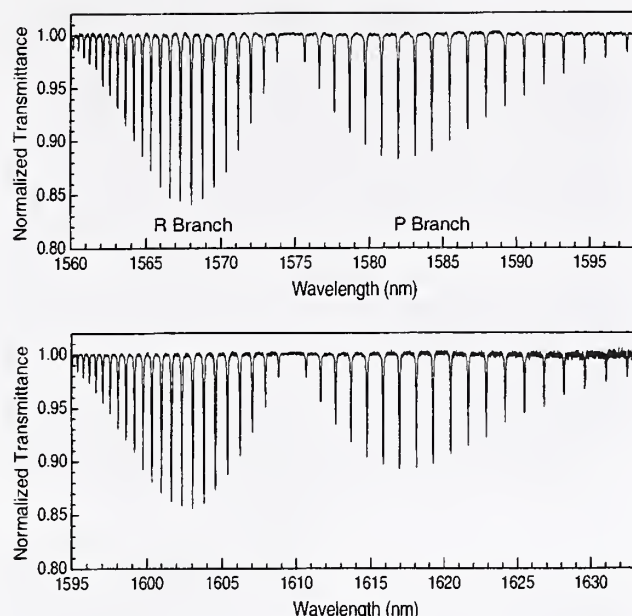 Normalized Transmittance
1.00
0.95
0.90
0.85
0.80
R Branch P Branch
1560 1565 1570 1575 1580 1585 1590 1595
Wavelength (nm)
Normalized Transmittance
1.00
0.95
0.90
0.85
0.80
1595 1600 1605 1610 1615 1620 1625 1630
Wavelength (nm)